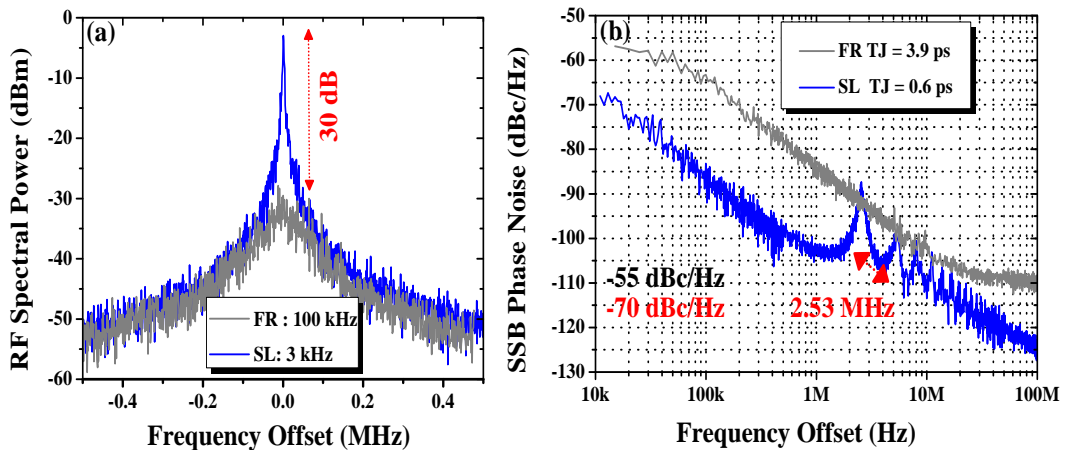 (a)
RF Spectral Power (dBm)
0
-10
-20
-30
-40
-50
-60
30 dB
FR : 100 kHz
SL: 3 kHz
-0.4
-0.2
0.0
0.2
0.4
Frequency Offset (MHz)
(b)
SSB Phase Noise (dBc/Hz)
-50
-60
-70
-80
-90
-100
-110
-120
-130
FR TJ = 3.9 ps
SL TJ = 0.6 ps
-55 dBc/Hz
-70 dBc/Hz
2.53 MHz
10k
100k
1M
10M
100M
Frequency Offset (Hz)